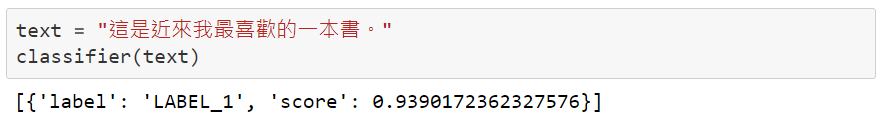 text = "這是近來我最喜歡的一本書。"
classifier(text)
[{'label': 'LABEL_1', 'score': 0.9390172362327576}]